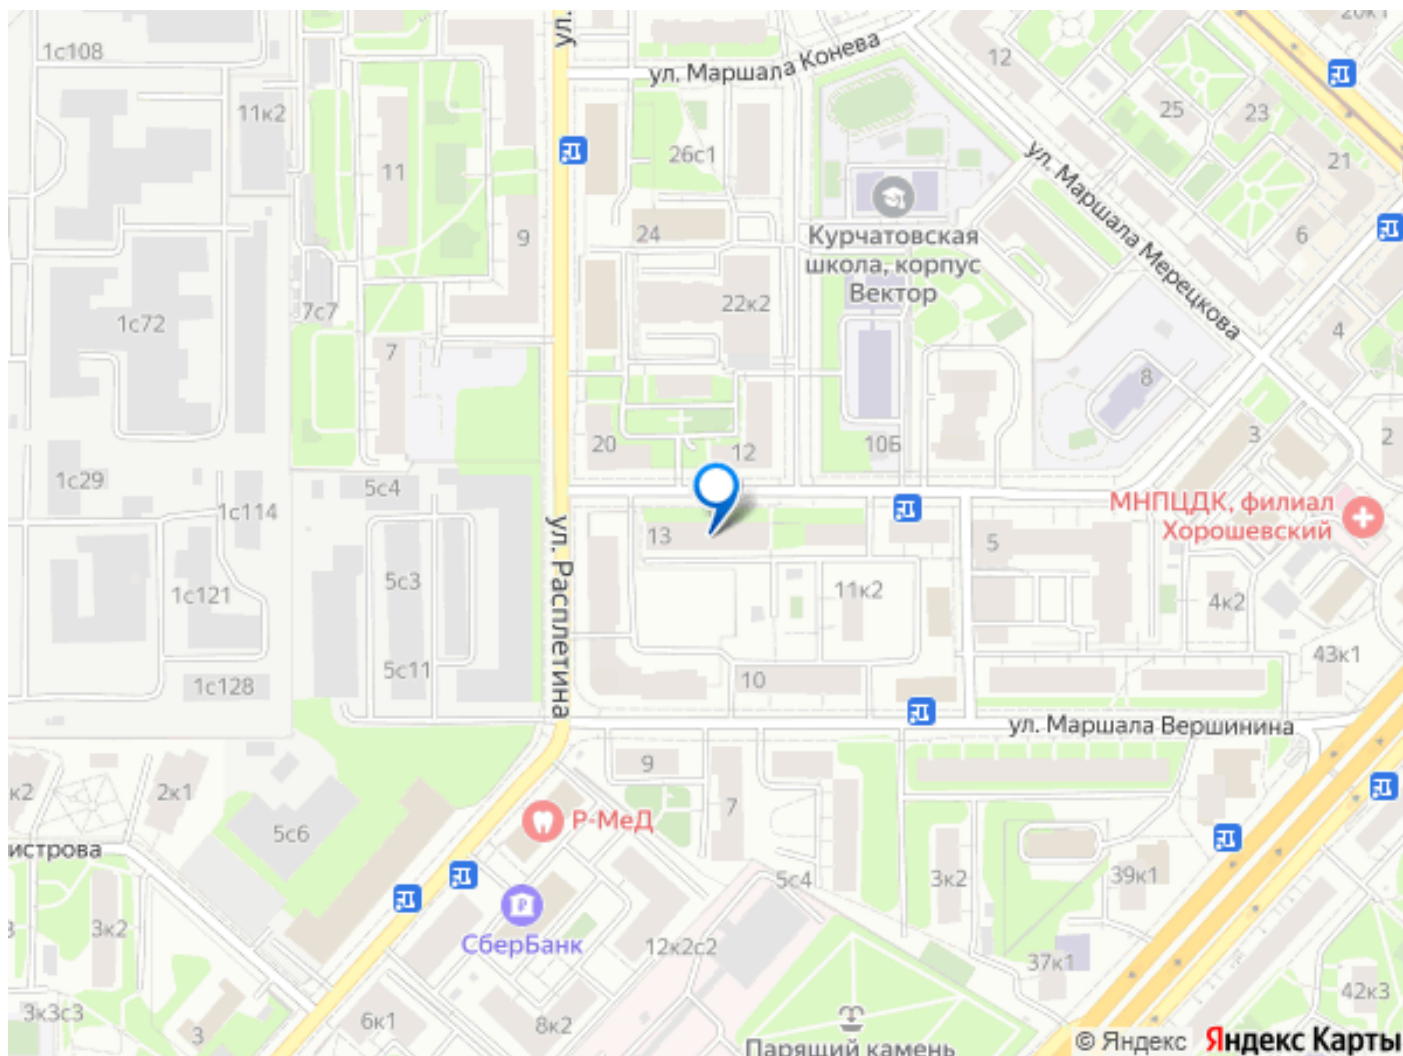 20к1
1с108
ул.
ул. Маршала Конева
12
11к2
25
23
26с1
21
11
ул. Маршала Мерецкова
9
24
Курчатовская
школа, корпус
Вектор
6
22к2
7с7
1с72
7
4
8
20
12
10Б
3
2
1с29
5с4
1с114
МНПЦДК, филиал
Хорошевский
13
5
ул. Расплетина
5с3
1с121
11к2
4к2
43к1
5с11
1с128
10
ул. Маршала Вершинина
к2
2к1
9
7
5с6
Р-МеД
истрова
5с4
3к2
39к1
3
3к2
СберБанк
12к2с2
37к1
42к3
3к3с3
3
6к1
8к2
Парящий камень
© Яндекс Яндекс Карты